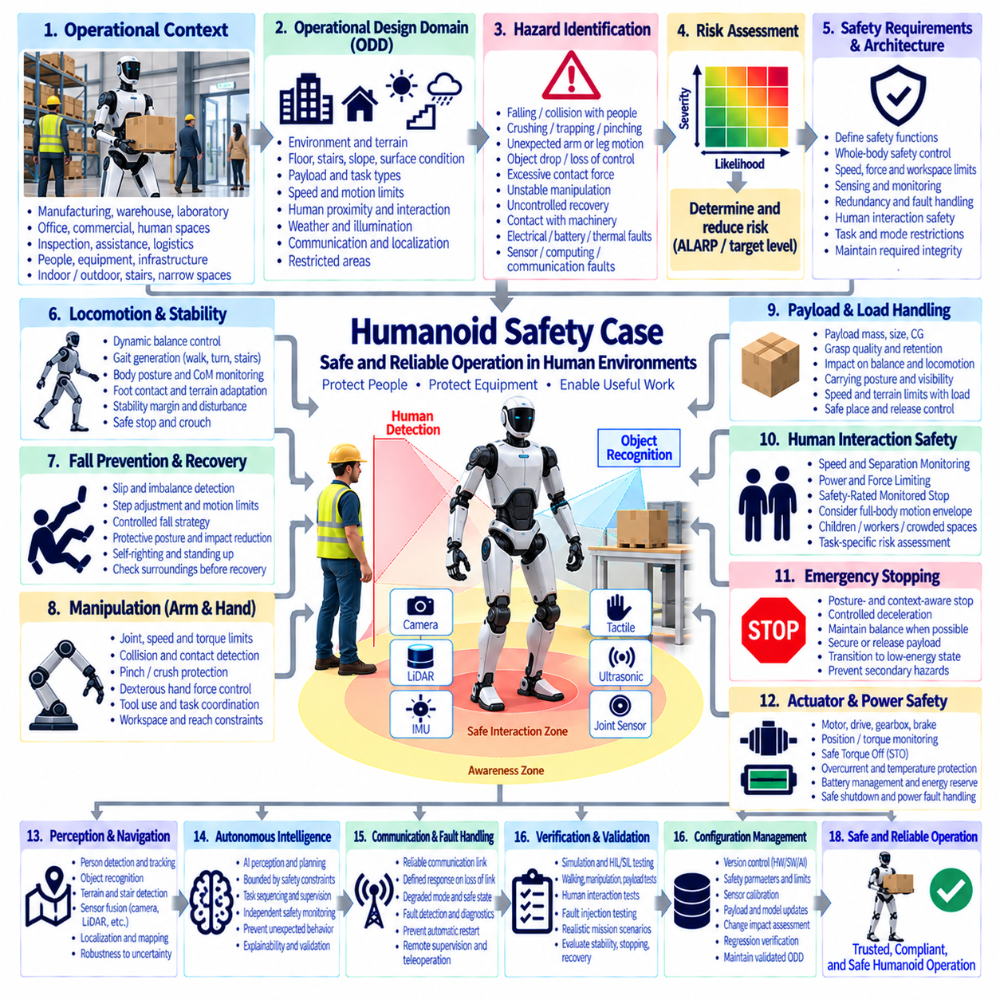 1. Operational Context
Manufacturing, warehouse, laboratory
Office, commercial, human spaces
Inspection, assistance, logistics
People, equipment, infrastructure
Indoor / outdoor, stairs, narrow spaces
2. Operational Design Domain
(ODD)
Environment and terrain
Floor, stairs, slope, surface condition
Payload and task types
Speed and motion limits
Human proximity and interaction
Weather and illumination
Communication and localization
Restricted areas
3. Hazard Identification
Falling / collision with people
Crushing / trapping / pinching
Unexpected arm or leg motion
Object drop / loss of control
Excessive contact force
Unstable manipulation
Uncontrolled recovery
Contact with machinery
Electrical / battery / thermal faults
Sensor / computing /
communication faults
4. Risk Assessment
Severity
Likelihood
Determine and
reduce risk
(ALARP / target level)
5. Safety Requirements
& Architecture
Define safety functions
Whole-body safety control
Speed, force and workspace limits
Sensing and monitoring
Redundancy and fault handling
Human interaction safety
Task and mode restrictions
Maintain required integrity
6. Locomotion & Stability
Dynamic balance control
Gait generation (walk, turn, stairs)
Body posture and CoM monitoring
Foot contact and terrain adaptation
Stability margin and disturbance
Safe stop and crouch
7. Fall Prevention & Recovery
Slip and imbalance detection
Step adjustment and motion limits
Controlled fall strategy
Protective posture and impact reduction
Self-righting and standing up
Check surroundings before recovery
8. Manipulation (Arm & Hand)
Joint, speed and torque limits
Collision and contact detection
Pinch / crush protection
Dexterous hand force control
Tool use and task coordination
Workspace and reach constraints
Humanoid Safety Case
Safe and Reliable Operation in Human Environments
Protect People • Protect Equipment • Enable Useful Work
Human
Detection
Object
Recognition
Camera
LiDAR
IMU
Tactile
Ultrasonic
Joint Sensor
Safe Interaction Zone
Awareness Zone
9. Payload & Load Handling
Payload mass, size, CG
Grasp quality and retention
Impact on balance and locomotion
Carrying posture and visibility
Speed and terrain limits with load
Safe place and release control
10. Human Interaction Safety
Speed and Separation Monitoring
Power and Force Limiting
Safety-Rated Monitored Stop
Consider full-body motion envelope
Children / workers / crowded spaces
Task-specific risk assessment
11. Emergency Stopping
STOP
Posture- and context-aware stop
Controlled deceleration
Maintain balance when possible
Secure or release payload
Transition to low-energy state
Prevent secondary hazards
12. Actuator & Power Safety
Motor, drive, gearbox, brake
Position / torque monitoring
Safe Torque Off (STO)
Overcurrent and temperature protection
Battery management and energy reserve
Safe shutdown and power fault handling
13. Perception & Navigation
Person detection and tracking
Object recognition
Terrain and stair detection
Sensor fusion (camera,
LiDAR, etc.)
Localization and mapping
Robustness to uncertainty
14. Autonomous Intelligence
AI perception and planning
Bounded by safety constraints
Task sequencing and supervision
Independent safety monitoring
Prevent unexpected behavior
Explainability and validation
15. Communication & Fault Handling
Reliable communication link
Defined response on loss of link
Degraded mode and safe state
Fault detection and diagnostics
Prevent automatic restart
Remote supervision and
teleoperation
16. Verification & Validation
Simulation and HIL/SIL testing
Walking, manipulation, payload tests
Human interaction tests
Fault injection testing
Realistic mission scenarios
Evaluate stability, stopping,
recovery
16. Configuration Management
Version control (HW/SW/AI)
Safety parmaeters and limits
Sensor calibration
Payload and model updates
Change impact assessment
Regression verification
Maintain validated ODD
18. Safe and Reliable Operation
Trusted, Compliant,
and Safe Humanoid Operation